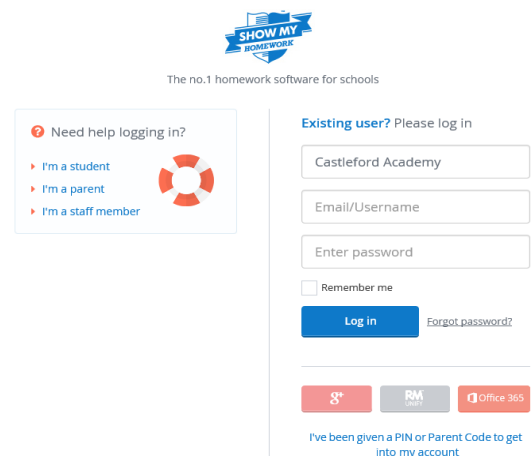 SHOW MY
HOMEWORK
The no.1 homework software for schools
Need help logging in?
I'm a student
I'm a parent
I'm a staff member
Existing user? Please log in
Castleford Academy
Email/Username
Enter password
Remember me
Log in
Forgot password?
g+
RM
UNIFY
Office 365
I've been given a PIN or Parent Code to get
into my account